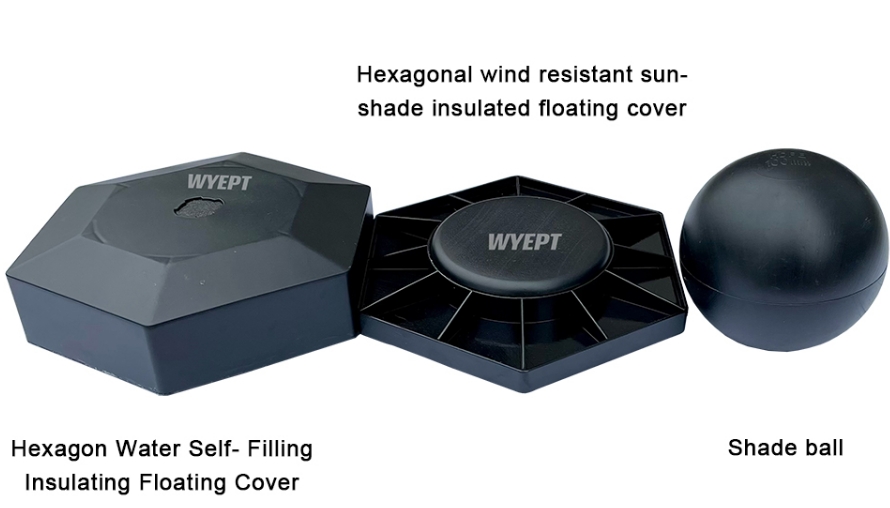 Hexagonal wind resistant sun-
shade insulated floating cover
WYEPT
WYEPT
Hexagon Water Self- Filling
Insulating Floating Cover
Shade ball